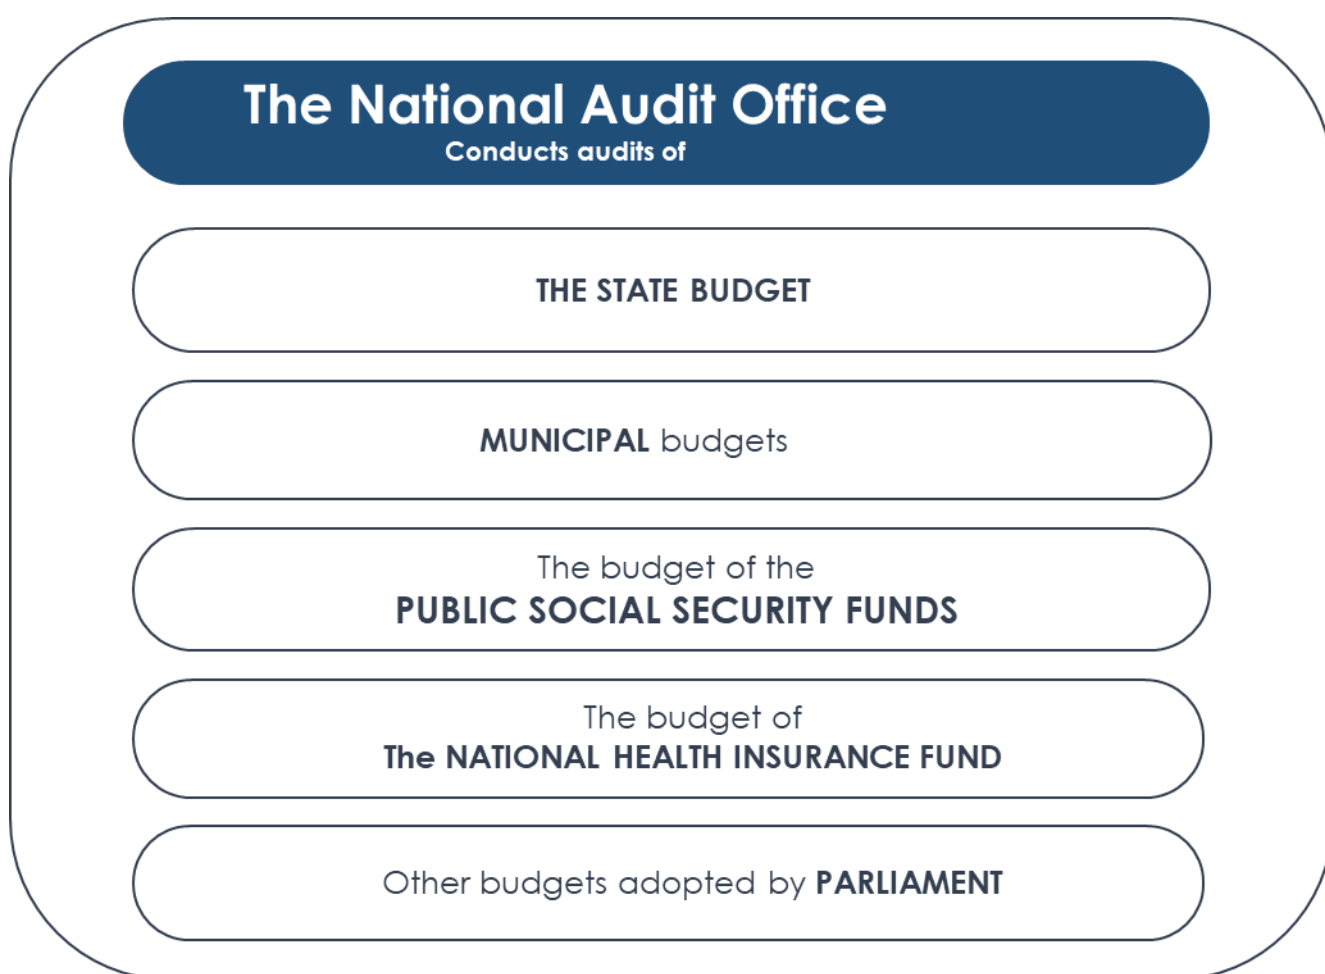 The National Audit Office
Conducts audits of
THE STATE BUDGET
MUNICIPAL budgets
The budget of the
PUBLIC SOCIAL SECURITY FUNDS
The budget of
The NATIONAL HEALTH INSURANCE FUND
Other budgets adopted by PARLIAMENT